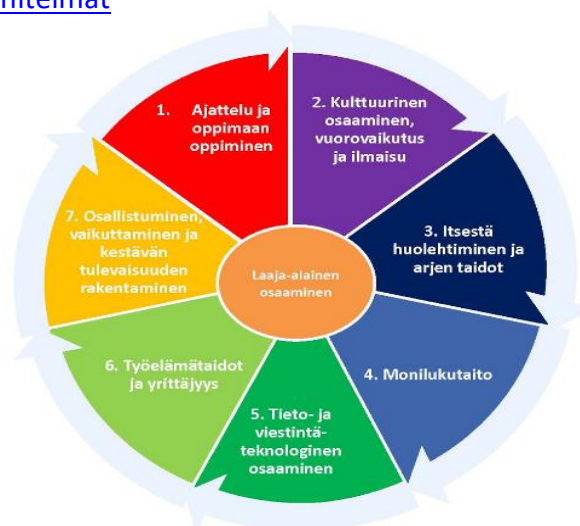 1. Ajattelu ja
oppimaan
oppiminen
2. Kulttuurinen
osaaminen,
vuorovaikutus
ja ilmaisu
3. Itsestä
huolehtiminen ja
arjen taidot
4. Monilukutaito
5. Tieto- ja
viestintä-
teknologinen
osaaminen
6. Työelämätaidot
ja yrittäjyys
7. Osallistuminen,
vaikuttaminen ja
kestävän
tulevaisuuden
rakentaminen
Laaja-alainen
osaaminen